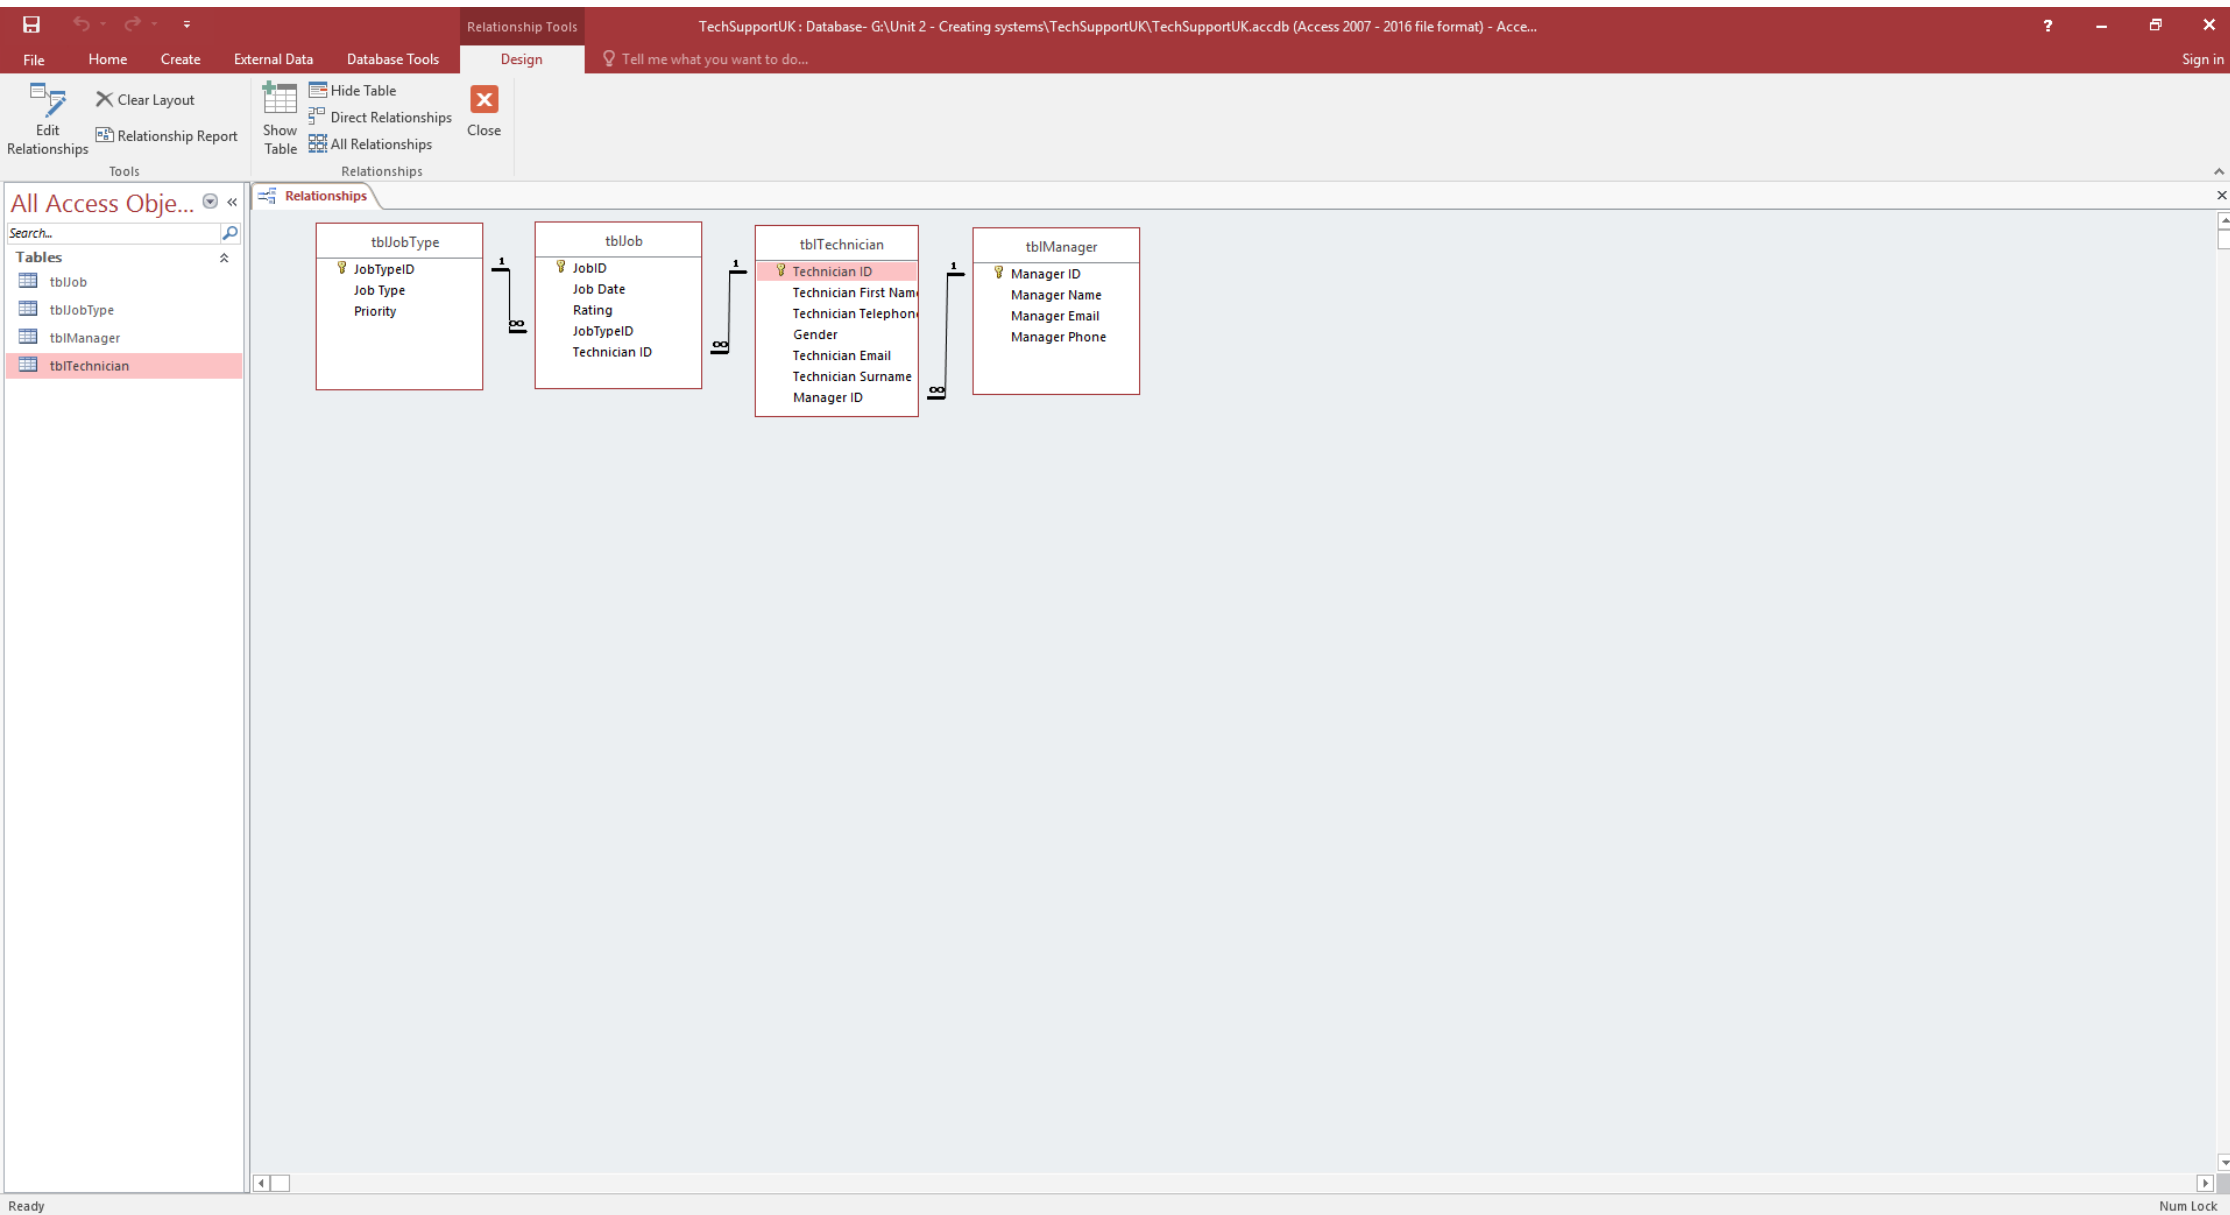 Relationship Tools
TechSupportUK : Database- G:\Unit 2 - Creating systems\TechSupportUK\TechSupportUK.accdb (Access 2007 - 2016 file format) - Acce...
?
File
Home
Create
External Data
Database Tools
Design
Tell me what you want to do...
Sign in
Edit Relationships
Clear Layout
Relationship Report
Tools
Show Table
Hide Table
Direct Relationships
All Relationships
Relationships
Close
All Access Obje...
«
Search...
Tables
tblJob
tblJobType
tblManager
tblTechnician
Relationships
tblJobType
JobTypeID
Job Type
Priority
1
∞
tblJob
JobID
Job Date
Rating
JobTypeID
Technician ID
1
∞
tblTechnician
Technician ID
Technician First Nam
Technician Telephon
Gender
Technician Email
Technician Surname
Manager ID
1
∞
tblManager
Manager ID
Manager Name
Manager Email
Manager Phone
Ready
Num Lock